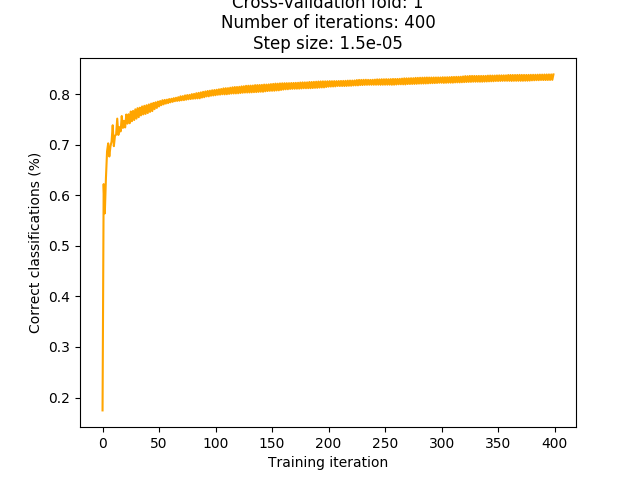 Cross-validation fold: 1
Number of iterations: 400
Step size: 1.5e-05
Correct classifications (%)
0.8
0.7
0.6
0.5
0.4
0.3
0.2
0 50 100 150 200 250 300 350 400
Training iteration